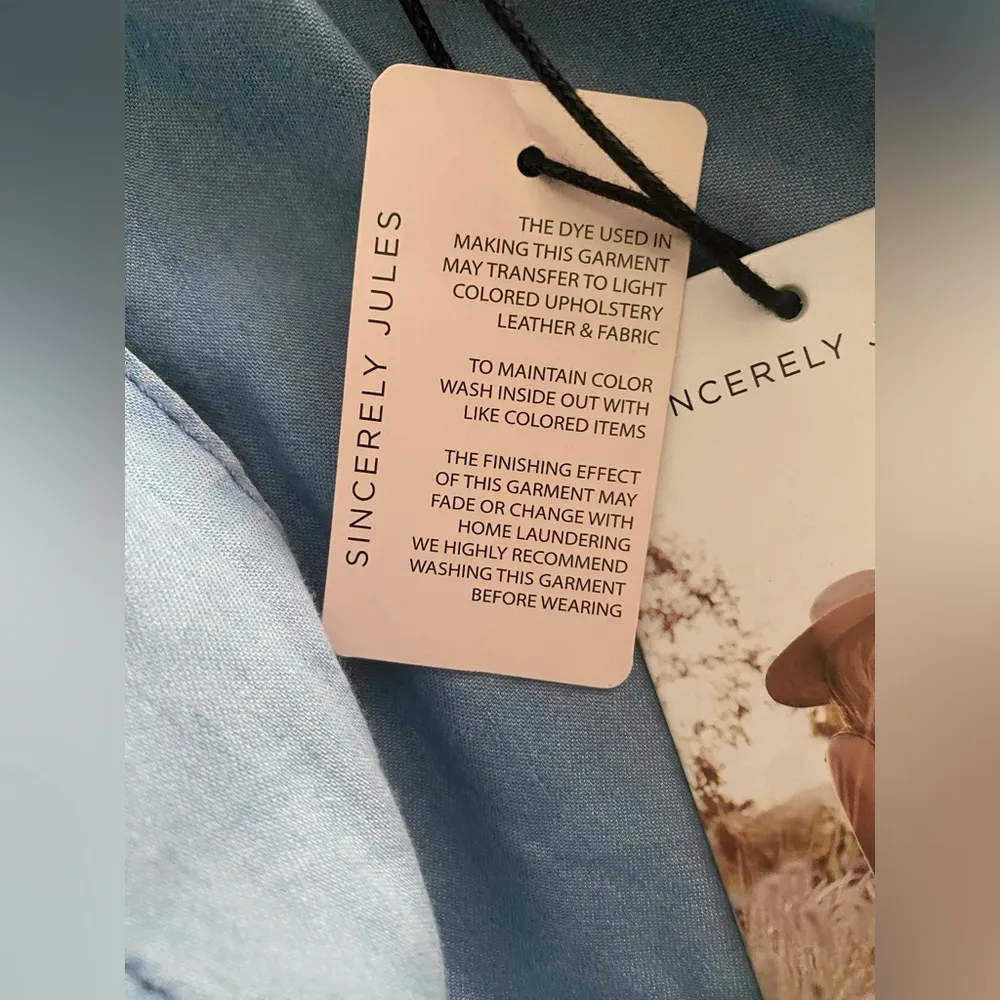 SINCERELY JULES
THE DYE USED IN
MAKING THIS GARMENT
MAY TRANSFER TO LIGHT
COLORED UPHOLSTERY
LEATHER & FABRIC
TO MAINTAIN COLOR
WASH INSIDE OUT WITH
LIKE COLORED ITEMS
THE FINISHING EFFECT
OF THIS GARMENT MAY
FADE OR CHANGE WITH
HOME LAUNDERING
WE HIGHLY RECOMMEND
WASHING THIS GARMENT
BEFORE WEARING
NCERELY